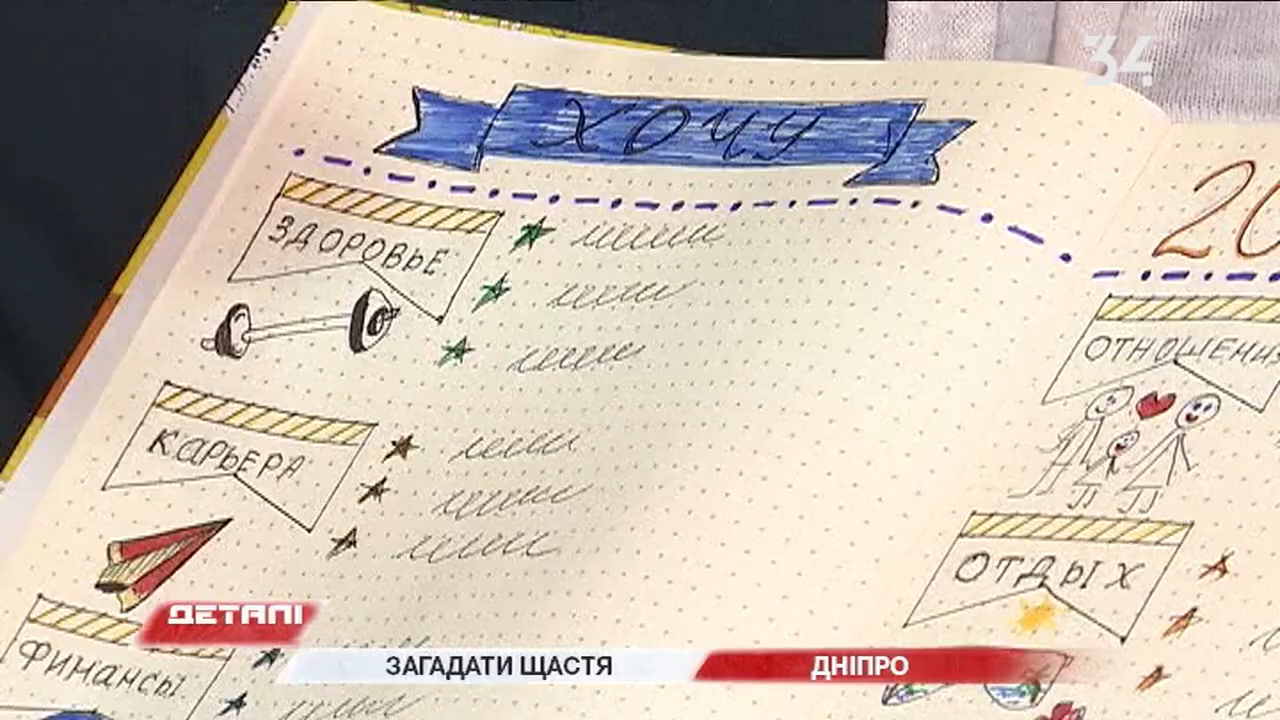 34
ХОЧУ
20
ЗДОРОВЬЕ
ОТНОШЕНИЯ
КАРЬЕРА
ОТДЫХ
ФИНАНСЫ
ДЕТАЛІ
ЗАГАДАТИ ЩАСТЯ
ДНІПРО